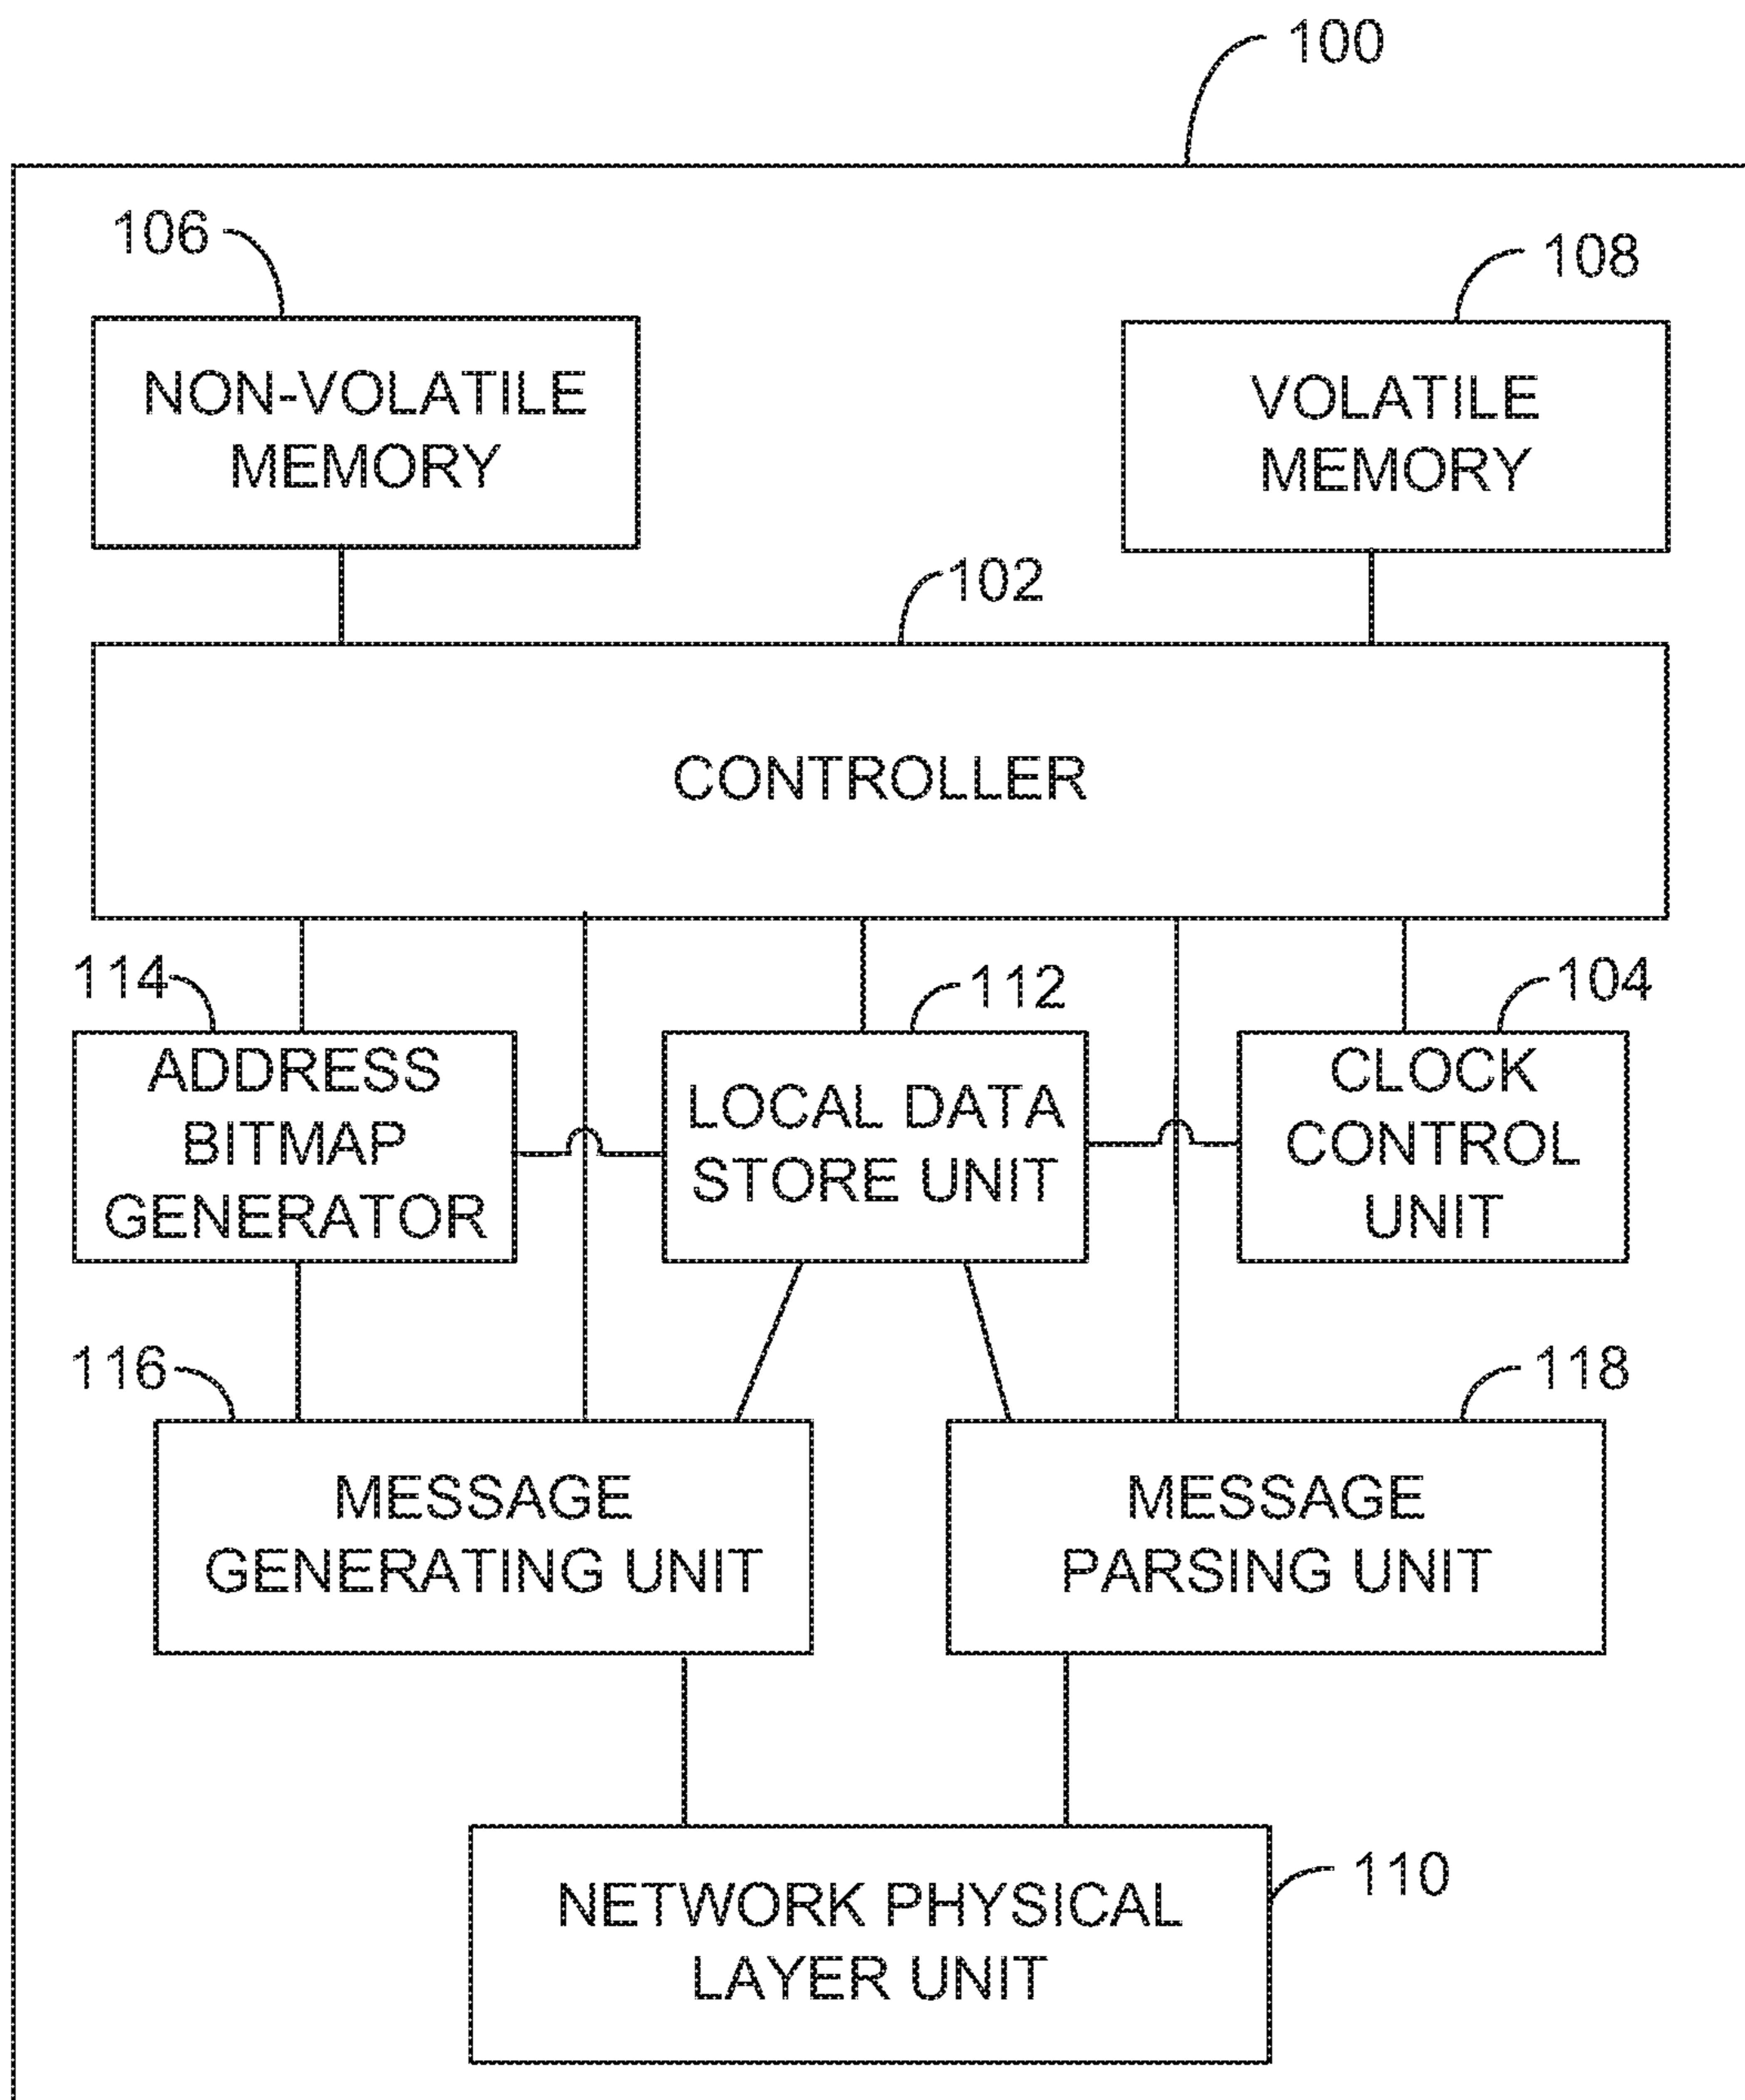 100
106
108
NON-VOLATILE
MEMORY
VOLATILE
MEMORY
102
CONTROLLER
114
112
104
ADDRESS
BITMAP
GENERATOR
LOCAL DATA
STORE UNIT
CLOCK
CONTROL
UNIT
116
118
MESSAGE
GENERATING UNIT
MESSAGE
PARSING UNIT
110
NETWORK PHYSICAL
LAYER UNIT